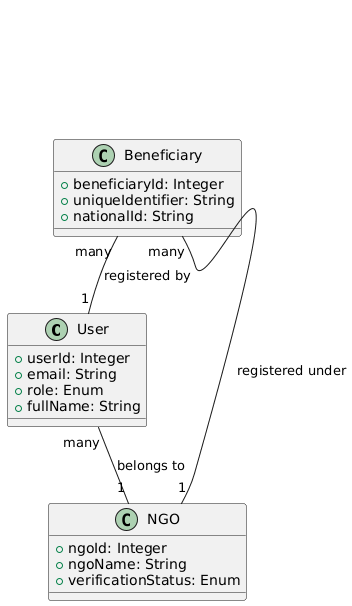 C Beneficiary
beneficiaryId: Integer
uniqueIdentifier: String
nationalId: String
many
many
registered by
1
C User
userId: Integer
email: String
role: Enum
fullName: String
registered under
many
belongs to
1
1
C NGO
ngoId: Integer
ngoName: String
verificationStatus: Enum